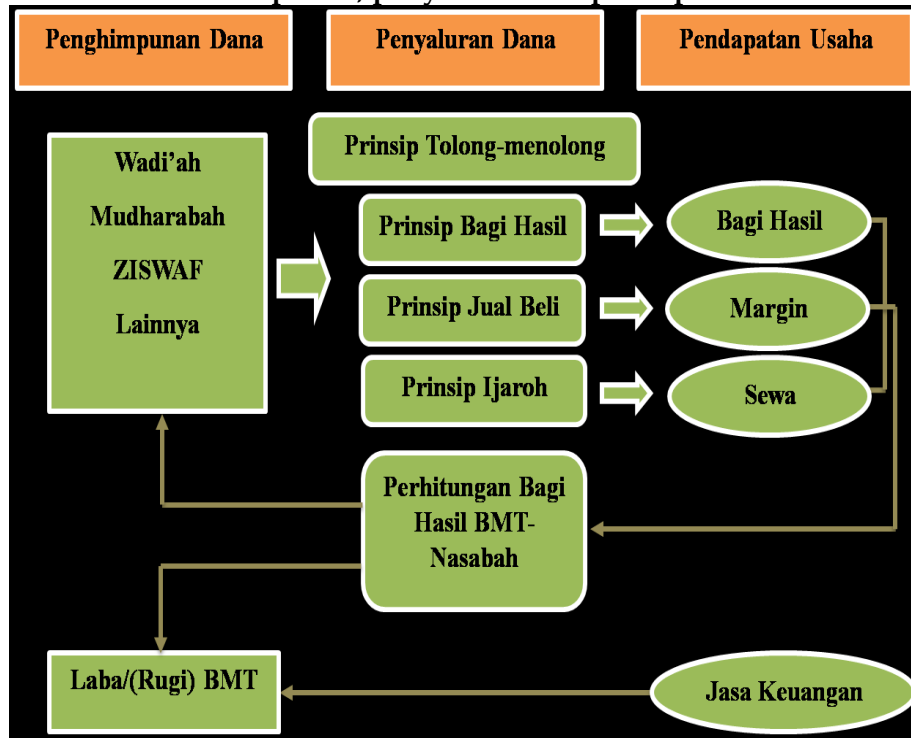 Penghimpunan Dana
Penyaluran Dana
Pendapatan Usaha
Prinsip Tolong-menolong
Wadi'ah
Mudharabah
ZISWAF
Lainnya
Prinsip Bagi Hasil
Bagi Hasil
Prinsip Jual Beli
Margin
Prinsip Ijaroh
Sewa
Perhitungan Bagi
Hasil BMT-
Nasabah
Laba/(Rugi) BMT
Jasa Keuangan